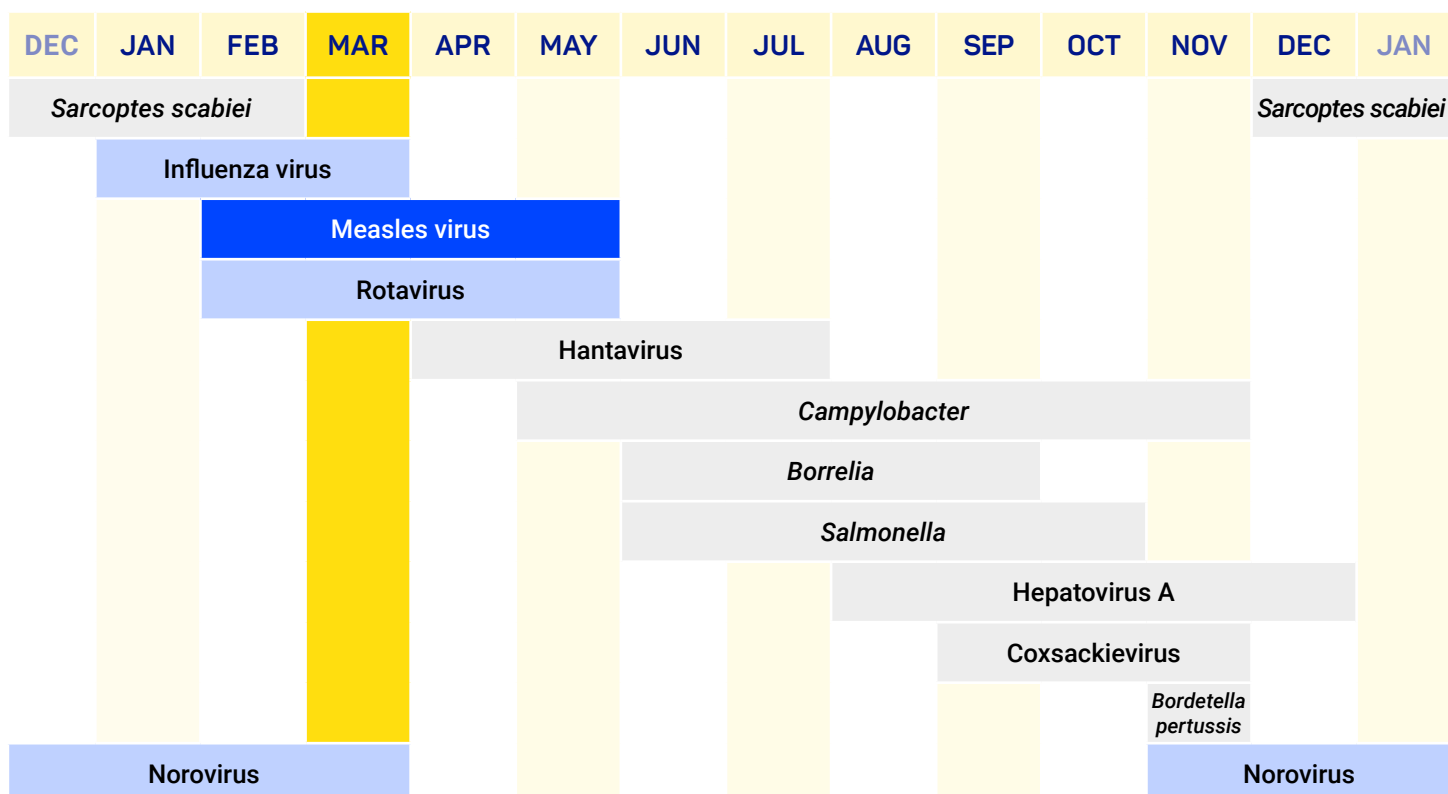 DEC JAN FEB MAR APR MAY JUN JUL AUG SEP OCT NOV DEC JAN
Sarcoptes scabiei Sarcoptes scabiei
Influenza virus
Measles virus
Rotavirus
Hantavirus
Campylobacter
Borrelia
Salmonella
Hepatovirus A
Coxsackievirus
Bordetella
pertussis
Norovirus Norovirus